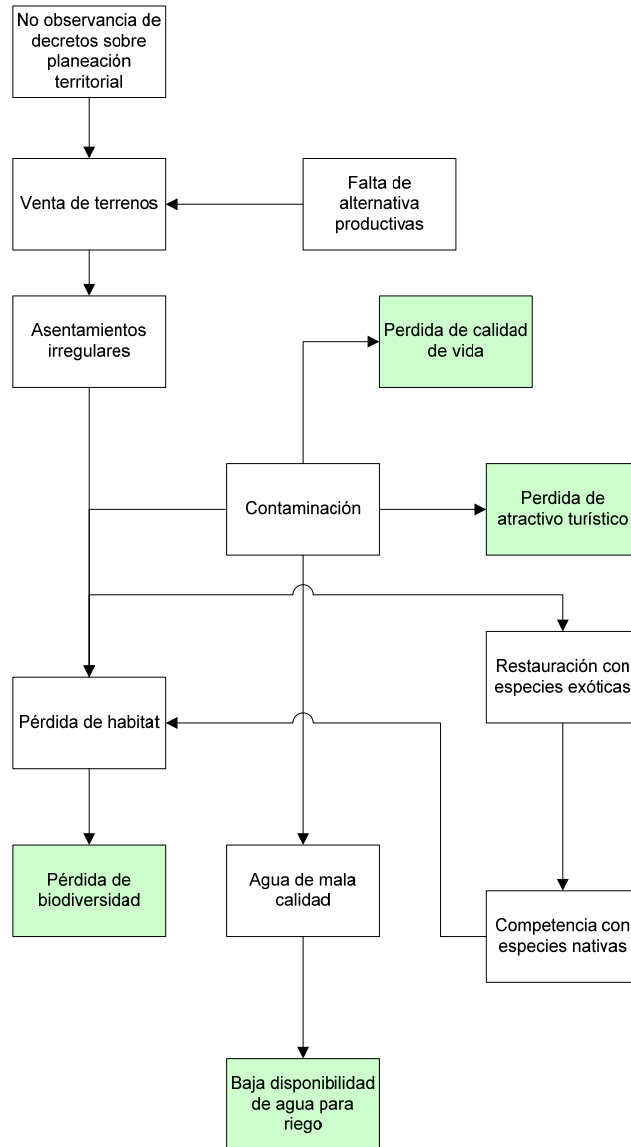 No observancia de
decretos sobre
planeación
territorial
Venta de terrenos
Falta de
alternativa
productivas
Asentamientos
irregulares
Perdida de calidad
de vida
Contaminación
Perdida de
atractivo turístico
Restauración con
especies exóticas
Pérdida de habitat
Pérdida de
biodiversidad
Agua de mala
calidad
Competencia con
especies nativas
Baja disponibilidad
de agua para
riego